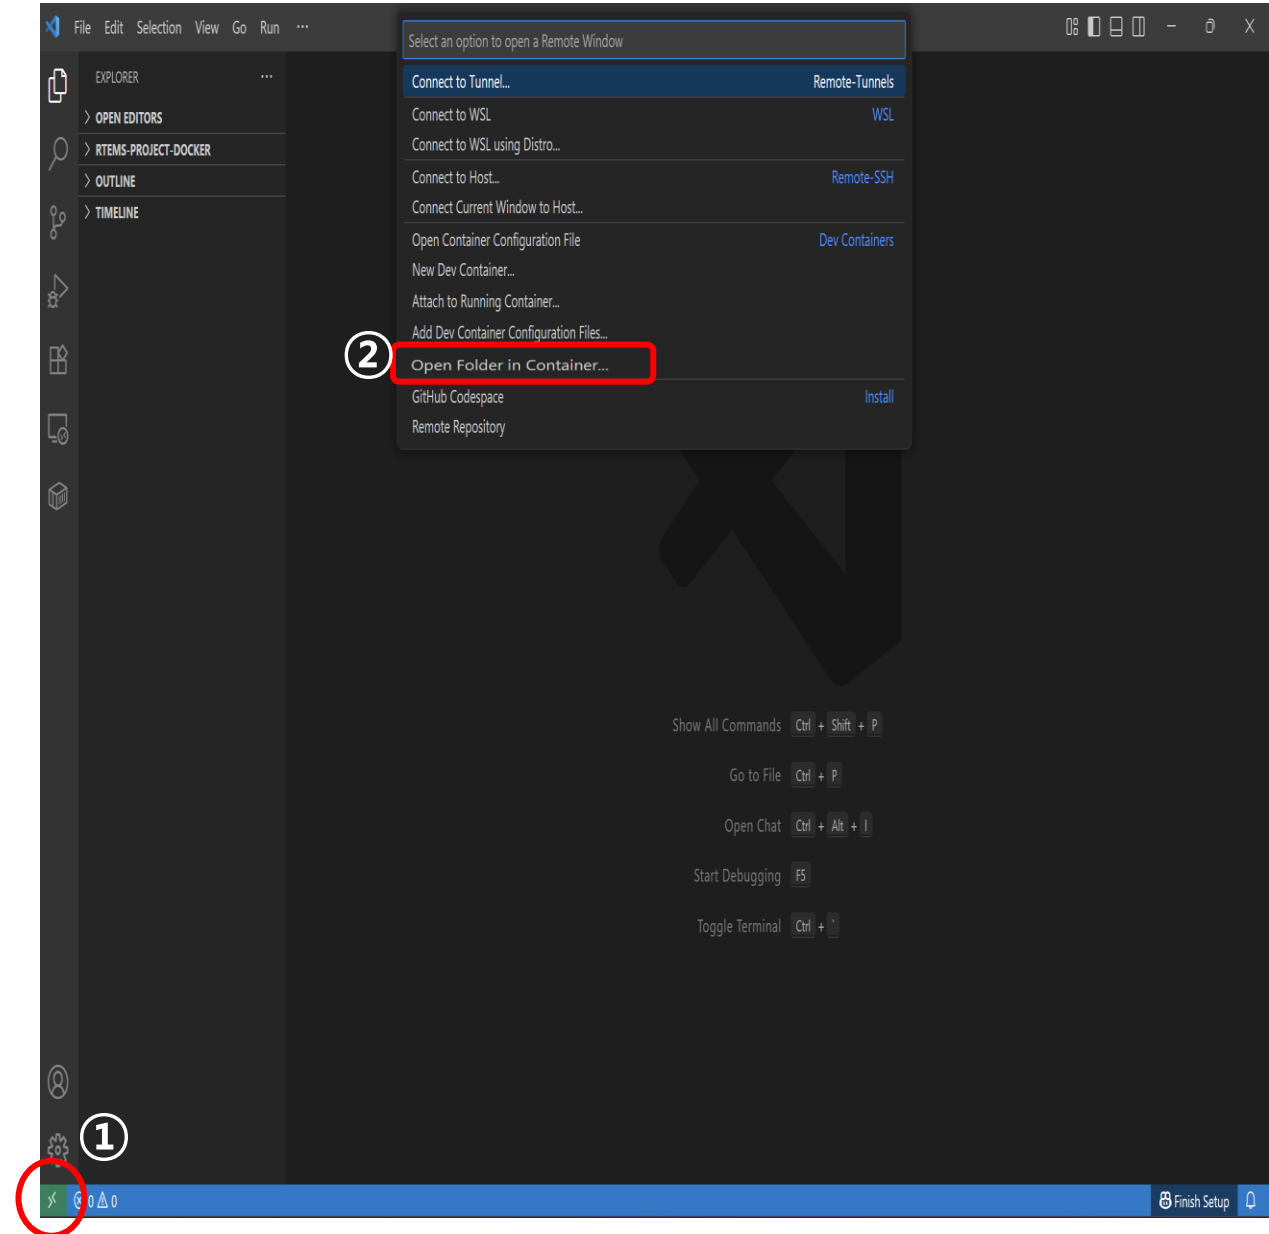 File Edit Selection View Go Run ...
Select an option to open a Remote Window
EXPLORER ...
Connect to Tunnel... Remote-Tunnels
OPEN EDITORS
Connect to WSL WSL
RTEMS-PROJECT-DOCKER
Connect to WSL using Distro...
OUTLINE
Connect to Host... Remote-SSH
TIMELINE
Connect Current Window to Host...
Open Container Configuration File Dev Containers
New Dev Container...
Attach to Running Container...
Add Dev Container Configuration Files...
② Open Folder in Container...
GitHub Codespace Install
Remote Repository
Show All Commands Ctrl + Shift + P
Go to File Ctrl + P
Open Chat Ctrl + Alt + I
Start Debugging F5
Toggle Terminal Ctrl + `
①
0 0 Finish Setup